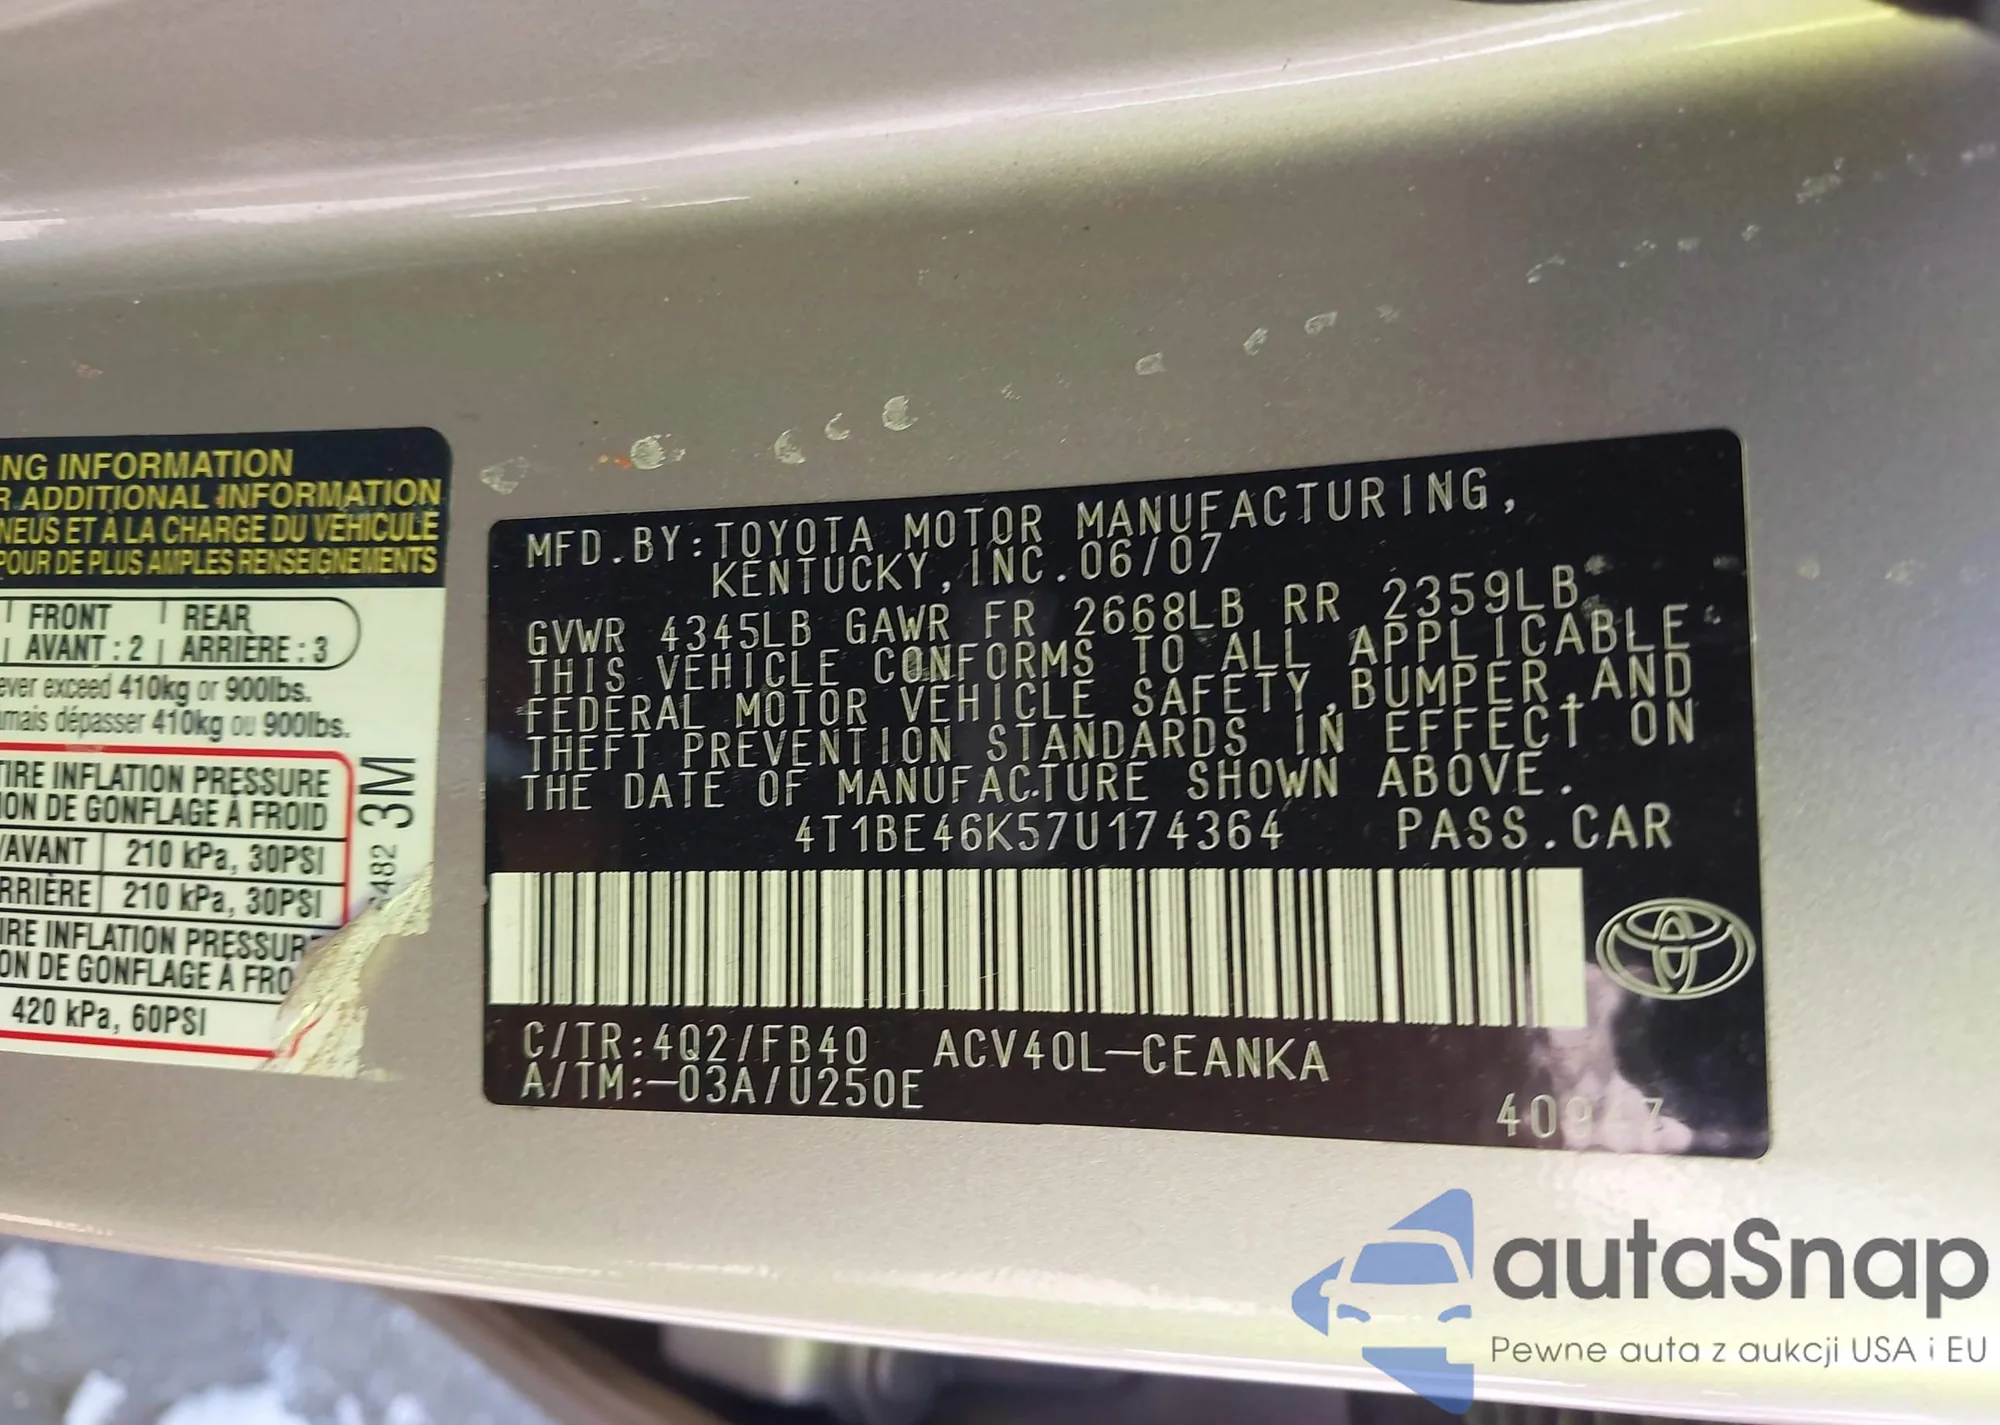 NG INFORMATION
R ADDITIONAL INFORMATION
NEUS ET À LA CHARGE DU VÉHICULE
POUR DE PLUS AMPLES RENSEIGNEMENTS
FRONT REAR
AVANT : 2 ARRIÈRE : 3
ever exceed 410kg or 900lbs.
mais dépasser 410kg ou 900lbs.
TIRE INFLATION PRESSURE
ION DE GONFLAGE À FROID
/AVANT 210 kPa, 30PSI
RRIÈRE 210 kPa, 30PSI
IRE INFLATION PRESSUR
ON DE GONFLAGE À FRO
420 kPa, 60PSI
3M
482
MFD.BY:TOYOTA MOTOR MANUFACTURING,
KENTUCKY,INC.06/07
GVWR 4345LB GAWR FR 2668LB RR 2359LB
THIS VEHICLE CONFORMS TO ALL APPLICABLE
FEDERAL MOTOR VEHICLE SAFETY,BUMPER,AND
THEFT PREVENTION STANDARDS IN EFFECT ON
THE DATE OF MANUFACTURE SHOWN ABOVE.
4T1BE46K57U174364 PASS.CAR
C/TR:4Q2/FB40 ACV40L-CEANKA
A/TM:-03A/U250E
autaSnap
Pewne auta z aukcji USA i EU